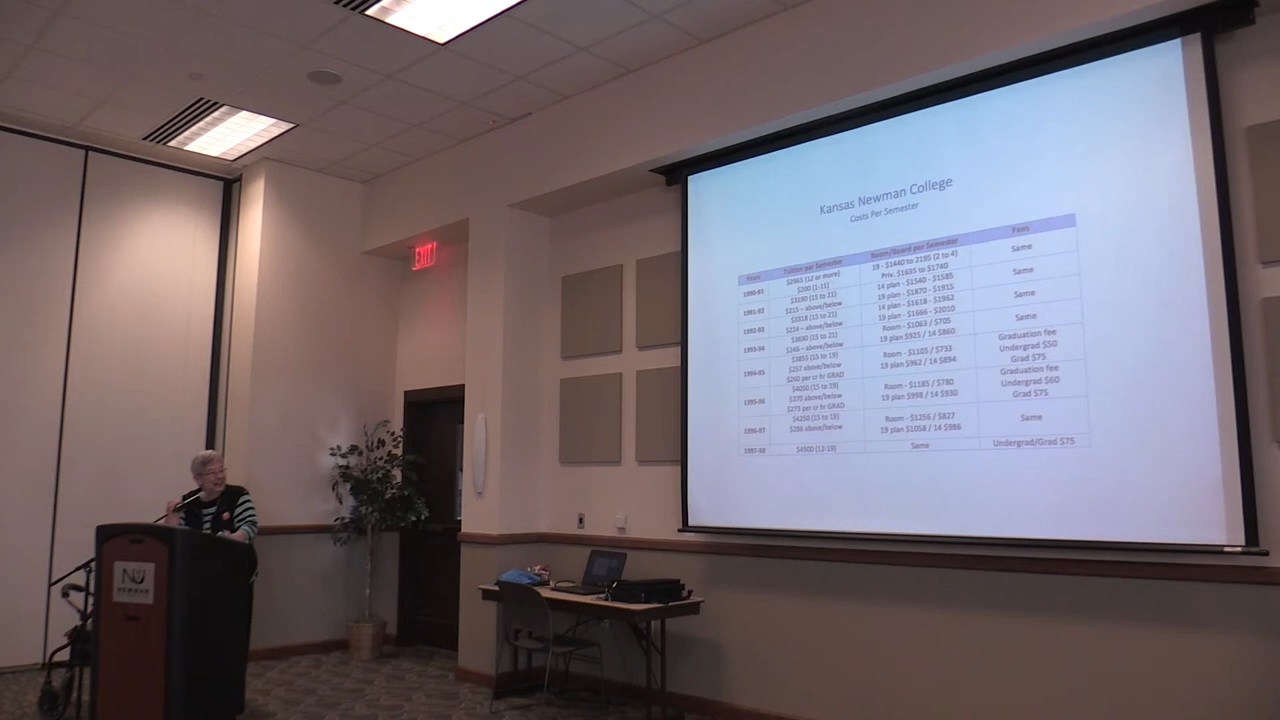 Kansas Newman College
Costs Per Semester
Years Tuition per Semester Room/Board per Semester Fees
1990-91 $2965 (12 or more) 19 - $1440 to 2195 (2 to 4) Same
$200 (1-11) Priv. $1635 to $1740
1991-92 $3190 (15 to 21) 14 plan - $1540 - $1585 Same
$215 – above/below 19 plan - $1870 - $1915
1992-93 $3318 (15 to 21) 14 plan - $1618 - $1962 Same
$224 – above/below 19 plan - $1666 - $2010
1993-94 $3630 (15 to 21) Room - $1063 / $705 Same
$245 – above/below 19 plan $925 / 14 $860
1994-95 $3855 (15 to 19) Room - $1105 / $733 Graduation fee
$257 above/below 19 plan $962 / 14 $894 Undergrad $50
$260 per cr hr GRAD Grad $75
1995-96 $4050 (15 to 19) Room - $1185 / $780 Graduation fee
$270 above/below 19 plan $998 / 14 $930 Undergrad $60
$273 per cr hr GRAD Grad $75
1996-97 $4250 (15 to 19) Room - $1256 / $827 Same
$286 above/below 19 plan $1058 / 14 $986
1997-98 $4500 (12-19) Same Undergrad/Grad $75
EXIT
NU
NEWMAN